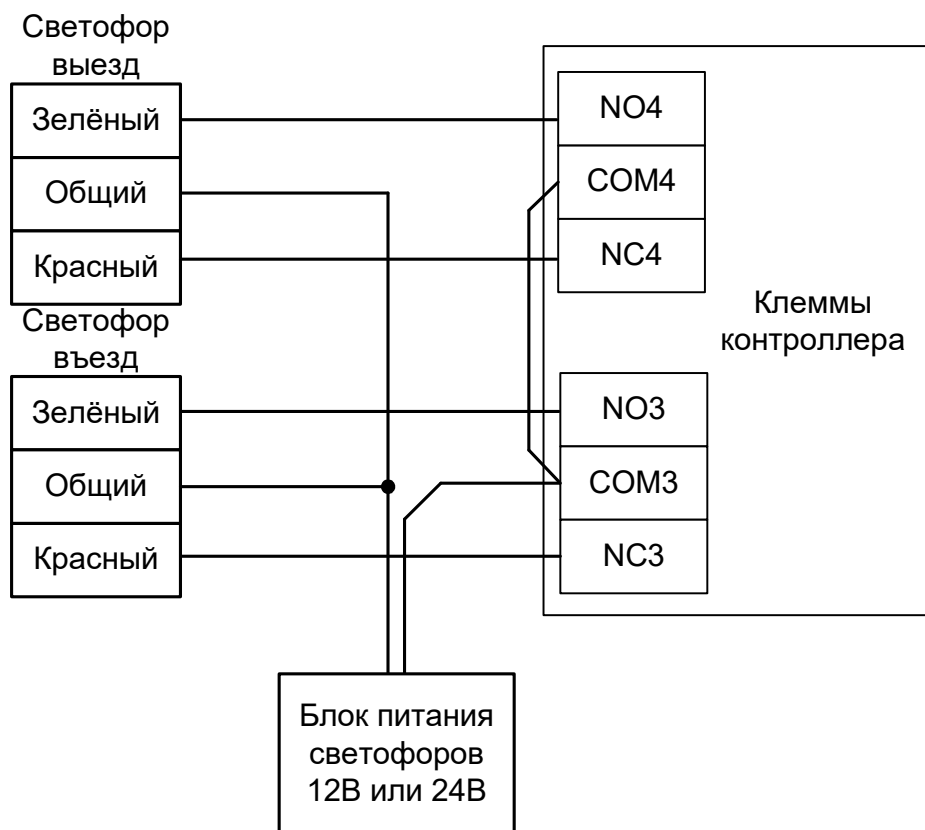 Светофор
выезд
Зелёный
Общий
Красный
Светофор
въезд
Зелёный
Общий
Красный
NO4
COM4
NC4
NO3
COM3
NC3
Клеммы
контроллера
Блок питания
светофоров
12В или 24В